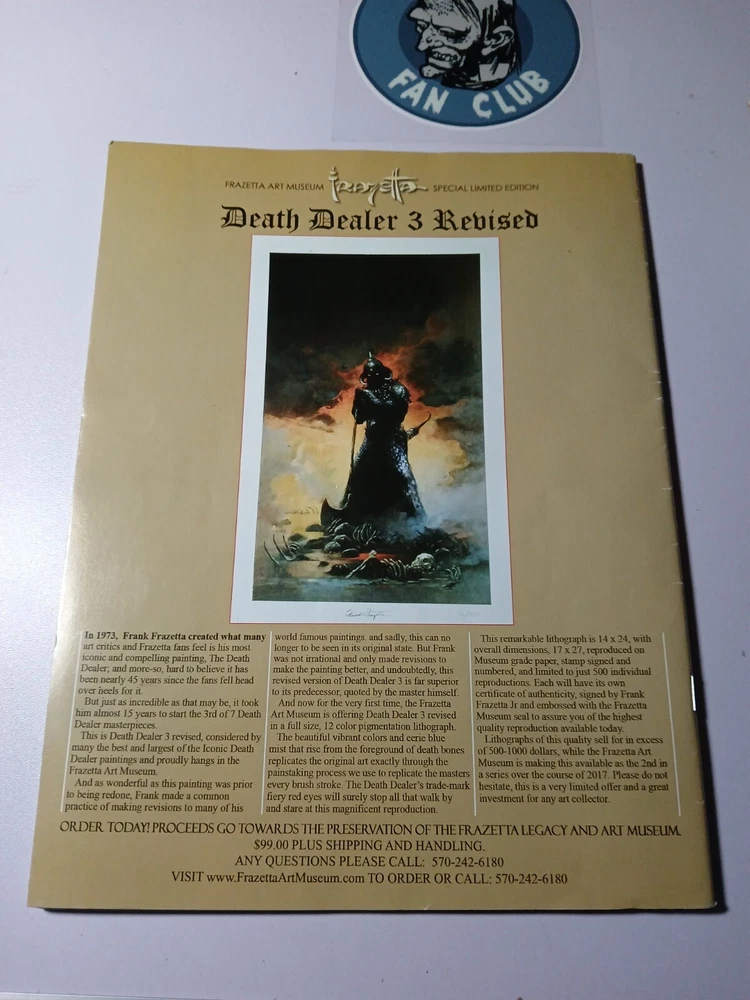 FAN CLUB
FRAZETTA ART MUSEUM Frazetta SPECIAL LIMITED EDITION
Death Dealer 3 Revised
In 1973, Frank Frazetta created what many
art critics and Frazetta fans feel is his most
iconic and compelling painting, The Death
Dealer; and more-so, hard to believe it has
been nearly 45 years since the fans fell head
over heels for it.
But just as incredible as that may be, it took
him almost 15 years to start the 3rd of 7 Death
Dealer masterpieces.
This is Death Dealer 3 revised, considered by
many the best and largest of the Iconic Death
Dealer paintings and proudly hangs in the
Frazetta Art Museum.
And as wonderful as this painting was prior
to being redone, Frank made a common
practice of making revisions to many of his
world famous paintings. and sadly, this can no
longer to be seen in its original state. But Frank
was not irrational and only made revisions to
make the painting better, and undoubtedly, this
revised version of Death Dealer 3 is far superior
to its predecessor, quoted by the master himself.
And now for the very first time, the Frazetta
Art Museum is offering Death Dealer 3 revised
in a full size, 12 color pigmentation lithograph.
The beautiful vibrant colors and eerie blue
mist that rise from the foreground of death bones
replicates the original art exactly through the
painstaking process we use to replicate the masters
every brush stroke. The Death Dealer's trade-mark
fiery red eyes will surely stop all that walk by
and stare at this magnificent reproduction.
This remarkable lithograph is 14 x 24, with
overall dimensions, 17 x 27, reproduced on
Museum grade paper, stamp signed and
numbered, and limited to just 500 individual
reproductions. Each will have its own
certificate of authenticity, signed by Frank
Frazetta Jr and embossed with the Frazetta
Museum seal to assure you of the highest
quality reproduction available today.
Lithographs of this quality sell for in excess
of 500-1000 dollars, while the Frazetta Art
Museum is making this available as the 2nd in
a series over the course of 2017. Please do not
hesitate, this is a very limited offer and a great
investment for any art collector.
ORDER TODAY! PROCEEDS GO TOWARDS THE PRESERVATION OF THE FRAZETTA LEGACY AND ART MUSEUM.
$99.00 PLUS SHIPPING AND HANDLING.
ANY QUESTIONS PLEASE CALL: 570-242-6180
VISIT www.FrazettaArtMuseum.com TO ORDER OR CALL: 570-242-6180